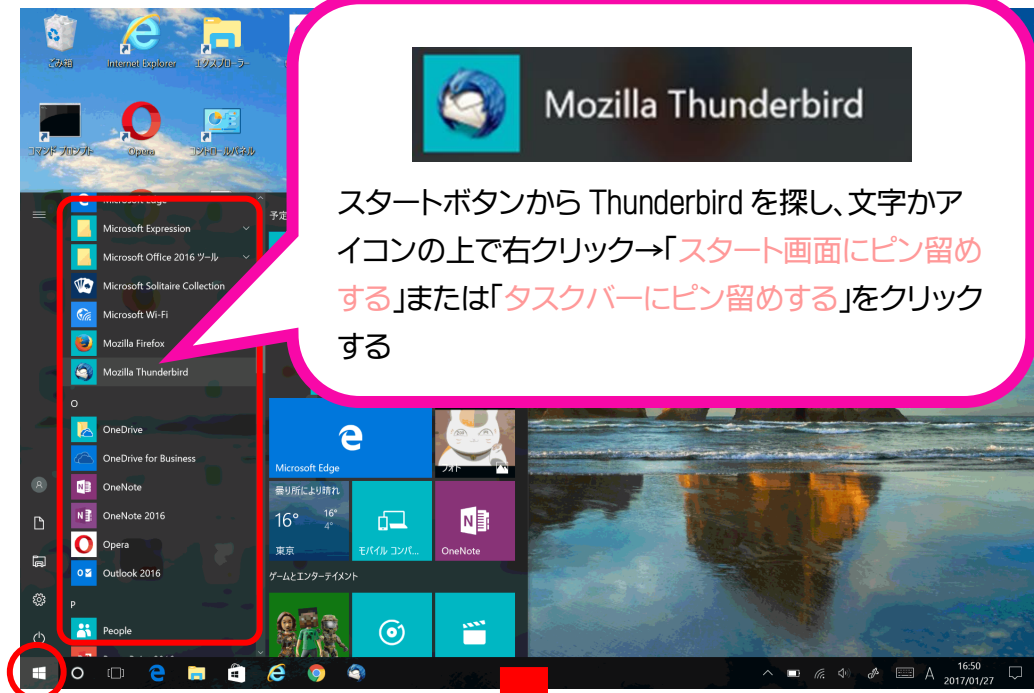 ごみ箱
Internet Explorer
エクスプローラー
コマンド プロンプト
Opera
コントロールパネル
Mozilla Thunderbird
スタートボタンから Thunderbird を探し、文字かア
イコンの上で右クリック→「スタート画面にピン留め
する」または「タスクバーにピン留めする」をクリック
する
Microsoft Edge
Microsoft Expression
Microsoft Office 2016 ツール
Microsoft Solitaire Collection
Microsoft Wi-Fi
Mozilla Firefox
Mozilla Thunderbird
O
OneDrive
OneDrive for Business
OneNote
OneNote 2016
Opera
Outlook 2016
P
People
予定
Microsoft Edge
フォト
曇り所により晴れ
16°
16°
4°
東京
モバイル コンパ...
OneNote
ゲームとエンターテイメント
A
16:50
2017/01/27